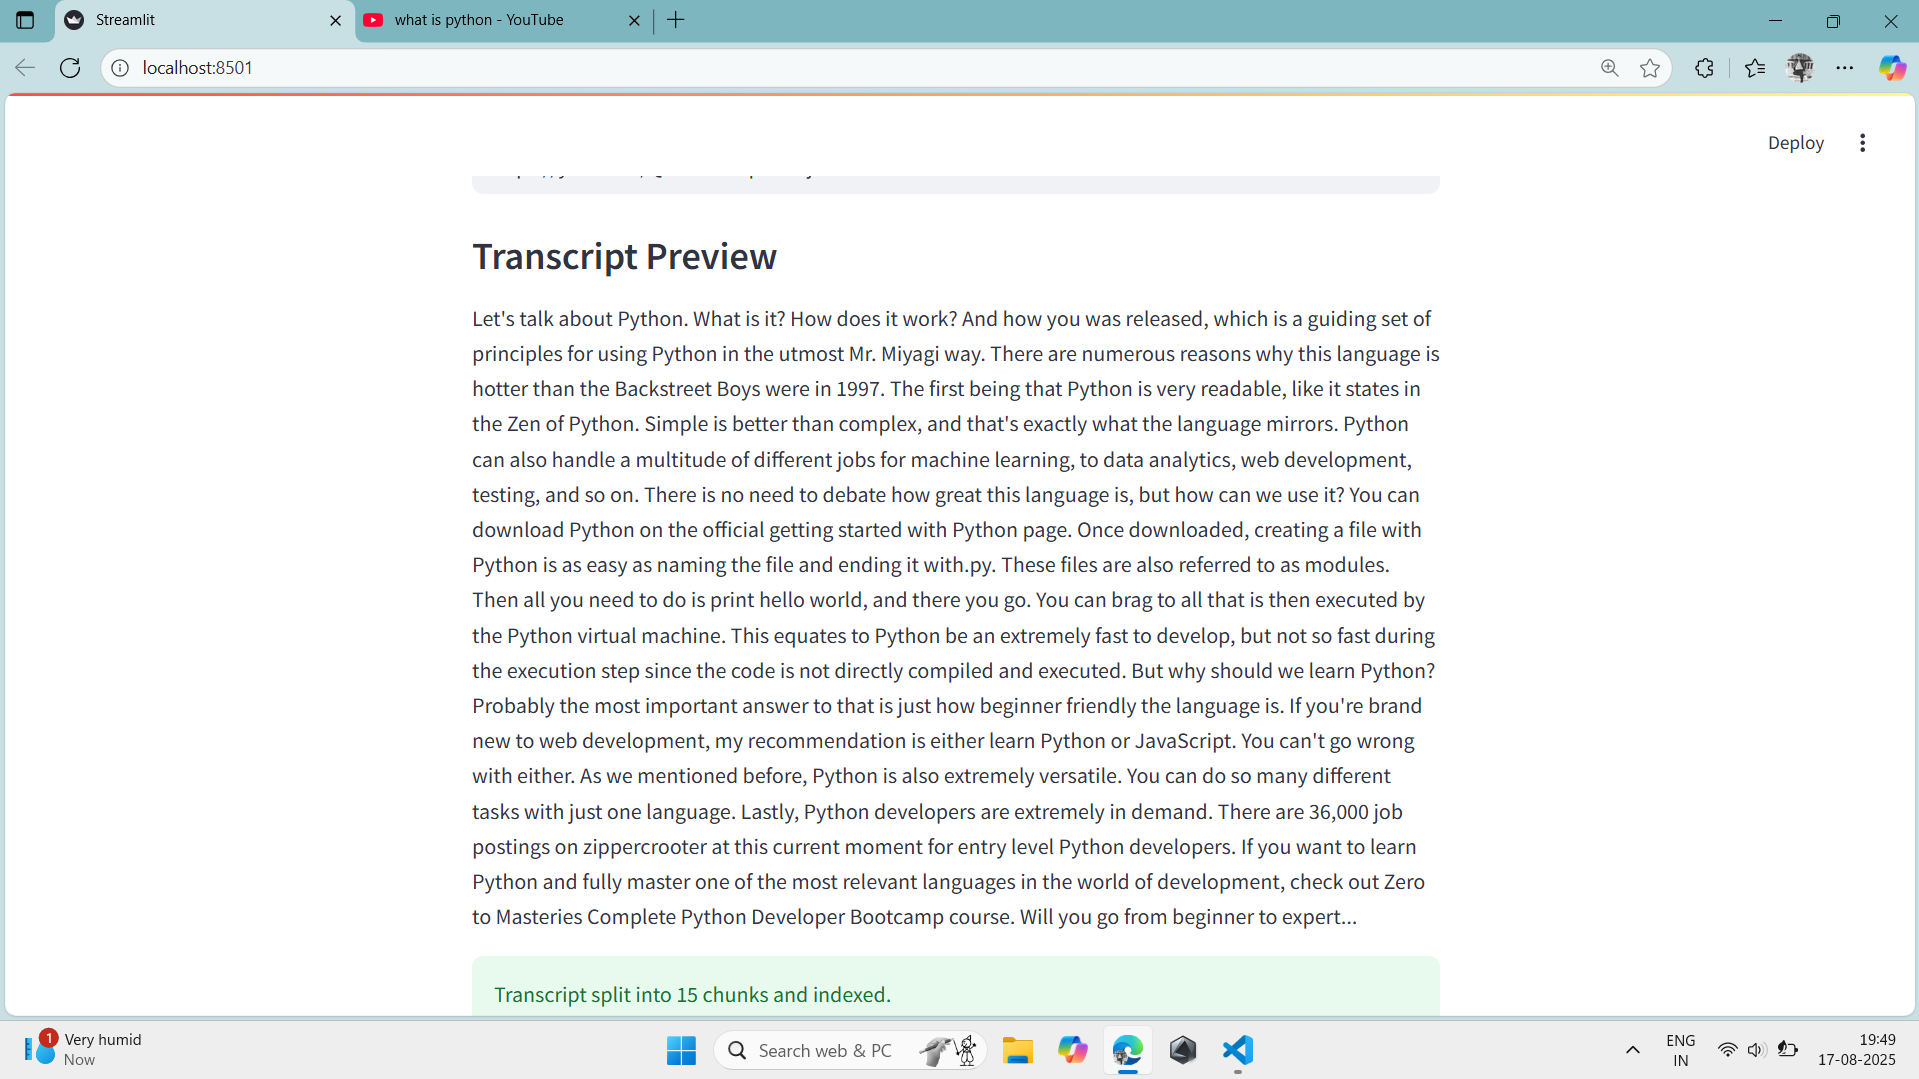 Streamlit
what is python - YouTube
localhost:8501
Deploy
Transcript Preview
Let's talk about Python. What is it? How does it work? And how you was released, which is a guiding set of
principles for using Python in the utmost Mr. Miyagi way. There are numerous reasons why this language is
hotter than the Backstreet Boys were in 1997. The first being that Python is very readable, like it states in
the Zen of Python. Simple is better than complex, and that's exactly what the language mirrors. Python
can also handle a multitude of different jobs for machine learning, to data analytics, web development,
testing, and so on. There is no need to debate how great this language is, but how can we use it? You can
download Python on the official getting started with Python page. Once downloaded, creating a file with
Python is as easy as naming the file and ending it with.py. These files are also referred to as modules.
Then all you need to do is print hello world, and there you go. You can brag to all that is then executed by
the Python virtual machine. This equates to Python be an extremely fast to develop, but not so fast during
the execution step since the code is not directly compiled and executed. But why should we learn Python?
Probably the most important answer to that is just how beginner friendly the language is. If you're brand
new to web development, my recommendation is either learn Python or JavaScript. You can't go wrong
with either. As we mentioned before, Python is also extremely versatile. You can do so many different
tasks with just one language. Lastly, Python developers are extremely in demand. There are 36,000 job
postings on zippercrooter at this current moment for entry level Python developers. If you want to learn
Python and fully master one of the most relevant languages in the world of development, check out Zero
to Masteries Complete Python Developer Bootcamp course. Will you go from beginner to expert...
Transcript split into 15 chunks and indexed.
1
Very humid
Now
Search web & PC
ENG
IN
19:49
17-08-2025